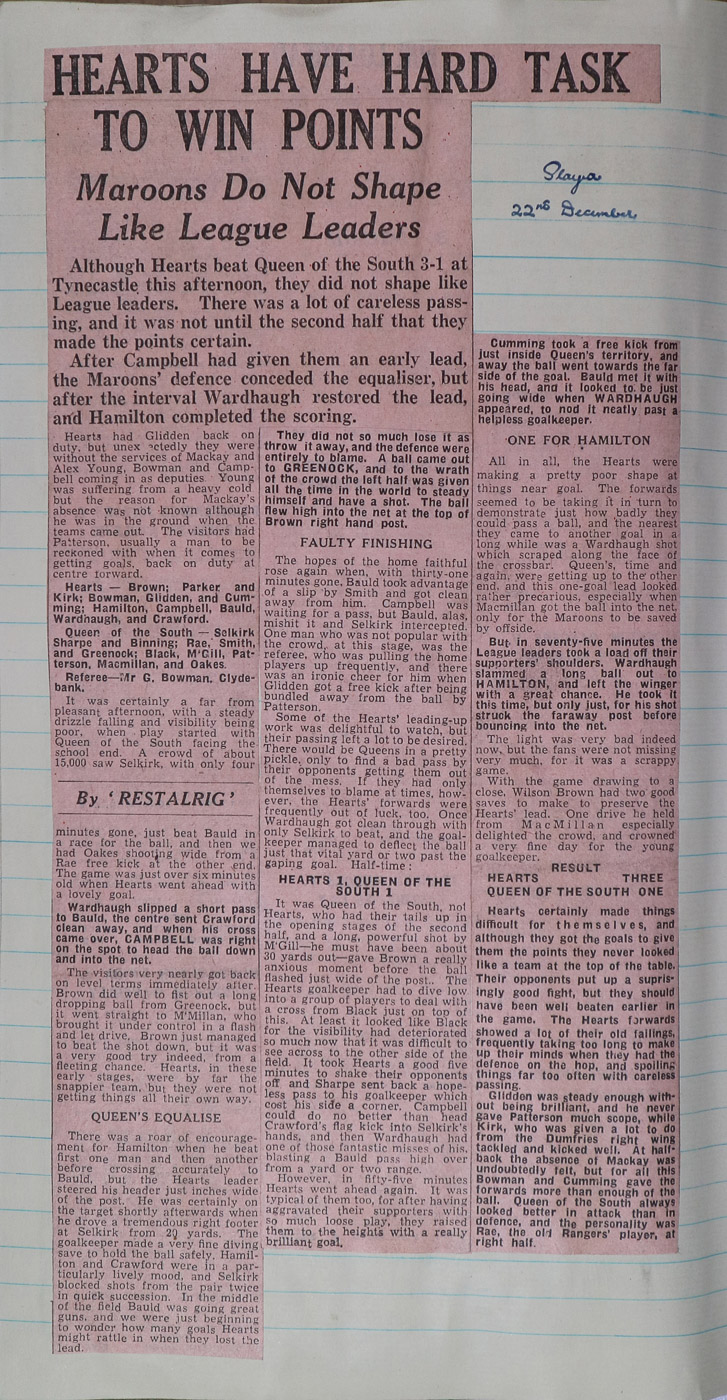 HEARTS HAVE HARD TASK
TO WIN POINTS
Maroons Do Not Shape
Like League Leaders
22nd December
Although Hearts beat Queen of the South 3-1 at
Tynecastle this afternoon, they did not shape like
League leaders. There was a lot of careless pass-
ing, and it was not until the second half that they
made the points certain.
After Campbell had given them an early lead,
the Maroons' defence conceded the equaliser, but
after the interval Wardhaugh restored the lead,
and Hamilton completed the scoring.
Hearts had Glidden back on
duty, but unex ectedly they were
without the services of Mackay and
Alex Young, Bowman and Camp-
bell coming in as deputies. Young
was suffering from a heavy cold
but the reason for Mackay's
absence was not known although
he was in the ground when the
teams came out. The visitors had
Patterson, usually a man to be
reckoned with when it comes to
getting goals, back on duty at
centre forward.
Hearts — Brown; Parker and
Kirk; Bowman, Glidden, and Cum-
ming; Hamilton, Campbell, Bauld,
Wardhaugh, and Crawford.
Queen of the South — Selkirk
Sharpe and Binning; Rae, Smith,
and Greenock; Black, M'Gill, Pat-
terson, Macmillan, and Oakes.
Referee—Mr G. Bowman, Clyde-
bank.
It was certainly a far from
pleasant afternoon, with a steady
drizzle falling and visibility being
poor, when play started with
Queen of the South facing the
school end. A crowd of about
15,000 saw Selkirk, with only four
By 'RESTALRIG'
minutes gone, just beat Bauld in
a race for the ball, and then we
had Oakes shooting wide from a
Rae free kick at the other end.
The game was just over six minutes
old when Hearts went ahead with
a lovely goal.
Wardhaugh slipped a short pass
to Bauld, the centre sent Crawford
clean away, and when his cross
came over, CAMPBELL was right
on the spot to head the ball down
and into the net.
The visitors very nearly got back
on level terms immediately after.
Brown did well to fist out a long
dropping ball from Greenock, but
it went straight to M'Millan, who
brought it under control in a flash
and let drive. Brown just managed
to beat the shot down, but it was
a very good try indeed, from a
fleeting chance. Hearts, in these
early stages, were by far the
snappier team, but they were not
getting things all their own way.
QUEEN'S EQUALISE
There was a roar of encourage-
ment for Hamilton when he beat
first one man and then another
before crossing accurately to
Bauld, but the Hearts leader
steered his header just inches wide
of the post. He was certainly on
the target shortly afterwards when
he drove a tremendous right footer
at Selkirk from 20 yards. The
goalkeeper made a very fine diving
save to hold the ball safely. Hamil-
ton and Crawford were in a par-
ticularly lively mood, and Selkirk
blocked shots from the pair twice
in quick succession. In the middle
of the field Bauld was going great
guns, and we were just beginning
to wonder how many goals Hearts
might rattle in when they lost the
lead.
They did not so much lose it as
throw it away, and the defence were
entirely to blame. A ball came out
to GREENOCK, and to the wrath
of the crowd the left half was given
all the time in the world to steady
himself and have a shot. The ball
flew high into the net at the top of
Brown right hand post.
FAULTY FINISHING
The hopes of the home faithful
rose again when, with thirty-one
minutes gone, Bauld took advantage
of a slip by Smith and got clean
away from him. Campbell was
waiting for a pass, but Bauld, alas,
mishit it and Selkirk intercepted.
One man who was not popular with
the crowd, at this stage, was the
referee, who was pulling the home
players up frequently, and there
was an ironic cheer for him when
Glidden got a free kick after being
bundled away from the ball by
Patterson.
Some of the Hearts' leading-up
work was delightful to watch, but
their passing left a lot to be desired.
There would be Queens in a pretty
pickle, only to find a bad pass by
their opponents getting them out
of the mess. If they had only
themselves to blame at times, how-
ever, the Hearts' forwards were
frequently out of luck, too. Once
Wardhaugh got clean through with
only Selkirk to beat, and the goal-
keeper managed to deflect the ball
just that vital yard or two past the
gaping goal. Half-time:
HEARTS 1, QUEEN OF THE
SOUTH 1
It was Queen of the South, not
Hearts, who had their tails up in
the opening stages of the second
half, and a long, powerful shot by
M'Gill—he must have been about
30 yards out—gave Brown a really
anxious moment before the ball
flashed just wide of the post. The
Hearts goalkeeper had to dive low
into a group of players to deal with
a cross from Black just on top of
this. At least it looked like Black
for the visibility had deteriorated
so much now that it was difficult to
see across to the other side of the
field. It took Hearts a good five
minutes to shake their opponents
off and Sharpe sent back a hope-
less pass to his goalkeeper which
cost his side a corner. Campbell
could do no better than head
Crawford's flag kick into Selkirk's
hands, and then Wardhaugh had
one of those fantastic misses of his,
blasting a Bauld pass high over
from a yard or two range.
However, in fifty-five minutes
Hearts went ahead again. It was
typical of them too, for after having
aggravated their supporters with
so much loose play, they raised
them to the heights with a really
brilliant goal.
Cumming took a free kick from
just inside Queen's territory, and
away the ball went towards the far
side of the goal. Bauld met it with
his head, and it looked to be just
going wide when WARDHAUGH
appeared, to nod it neatly past a
helpless goalkeeper.
ONE FOR HAMILTON
All in all, the Hearts were
making a pretty poor shape at
things near goal. The forwards
seemed to be taking it in turn to
demonstrate just how badly they
could pass a ball, and the nearest
they came to another goal in a
long while was a Wardhaugh shot
which scraped along the face of
the crossbar. Queen's, time and
again, were getting up to the other
end, and this one-goal lead looked
rather precarious, especially when
Macmillan got the ball into the net,
only for the Maroons to be saved
by offside.
But in seventy-five minutes the
League leaders took a load off their
supporters' shoulders. Wardhaugh
slammed a long ball out to
HAMILTON, and left the winger
with a great chance. He took it
this time, but only just, for his shot
struck the faraway post before
bouncing into the net.
The light was very bad indeed
now, but the fans were not missing
very much, for it was a scrappy
game.
With the game drawing to a
close, Wilson Brown had two good
saves to make to preserve the
Hearts' lead. One drive he held
from MacMillan especially
delighted the crowd, and crowned
a very fine day for the young
goalkeeper.
RESULT
HEARTS THREE
QUEEN OF THE SOUTH ONE
Hearts certainly made things
difficult for themselves, and
although they got the goals to give
them the points they never looked
like a team at the top of the table.
Their opponents put up a supris-
ingly good fight, but they should
have been well beaten earlier in
the game. The Hearts forwards
showed a lot of their old failings,
frequently taking too long to make
up their minds when they had the
defence on the hop, and spoiling
things far too often with careless
passing.
Glidden was steady enough with-
out being brilliant, and he never
gave Patterson much scope, while
Kirk, who was given a lot to do
from the Dumfries right wing
tackled and kicked well. At half-
back the absence of Mackay was
undoubtedly felt, but for all this
Bowman and Cumming gave the
forwards more than enough of the
ball. Queen of the South always
looked better in attack than in
defence, and the personality was
Rae, the old Rangers' player, at
right half.